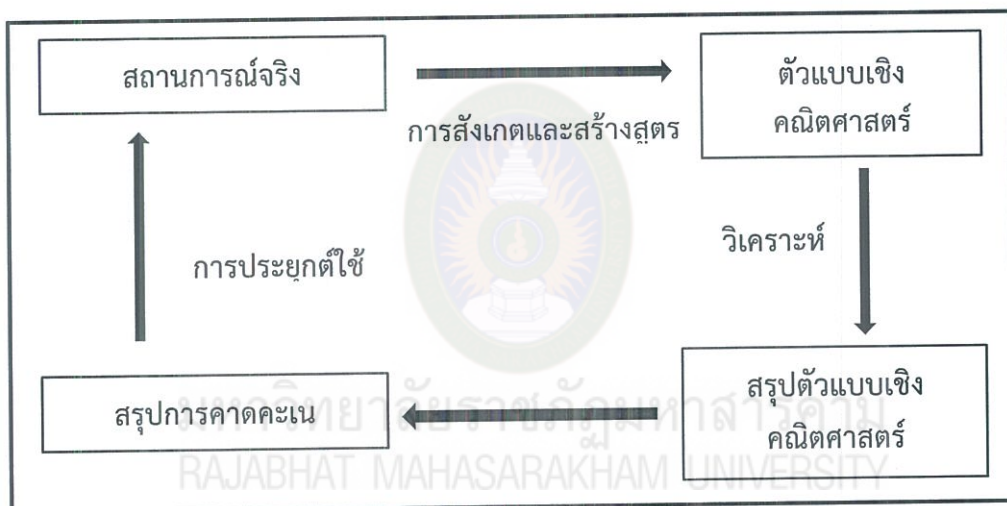 สถานการณ์จริง
การสังเกตและสร้างสูตร
ตัวแบบเชิง
คณิตศาสตร์
การประยุกต์ใช้
วิเคราะห์
สรุปการคาดคะเน
สรุปตัวแบบเชิง
คณิตศาสตร์
มหาวิทยาลัยราชภัฏมหาสารคาม
RAJABHAT MAHASARAKHAM UNIVERSITY